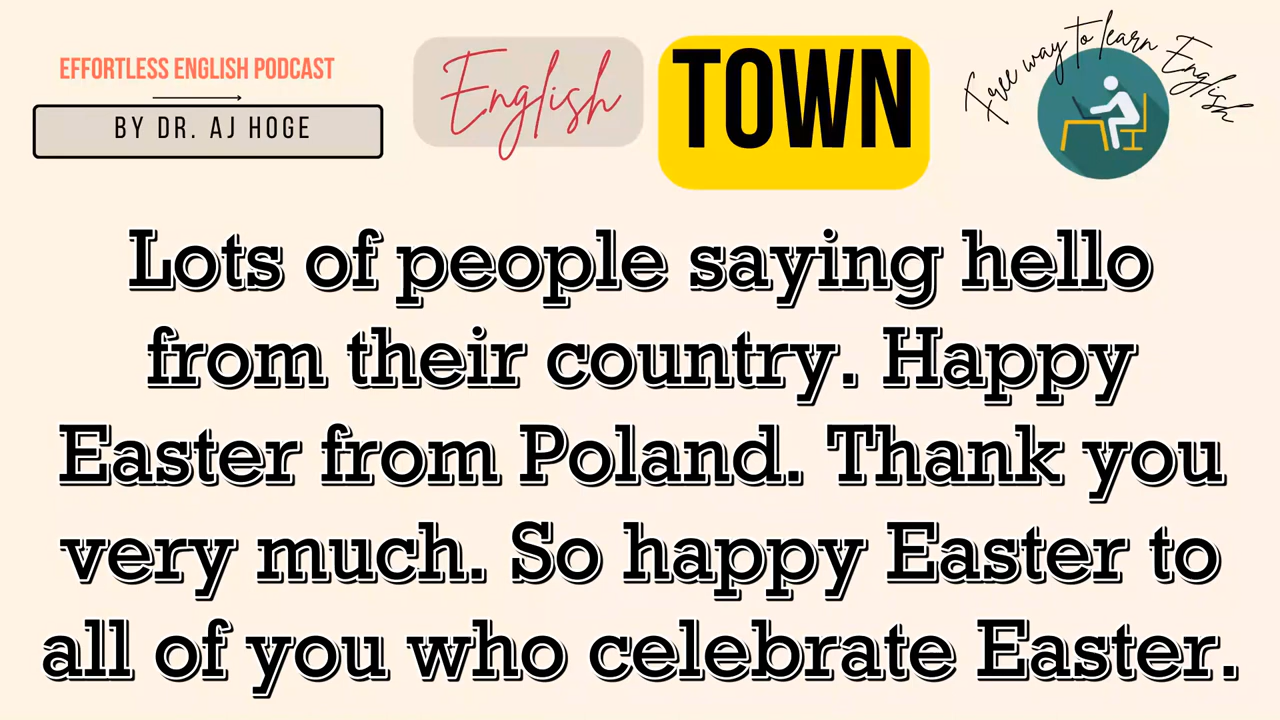 EFFORTLESS ENGLISH PODCAST
BY DR. AJ HOGE
English
TOWN
Free way to learn English
Lots of people saying hello
from their country. Happy
Easter from Poland. Thank you
very much. So happy Easter to
all of you who celebrate Easter.